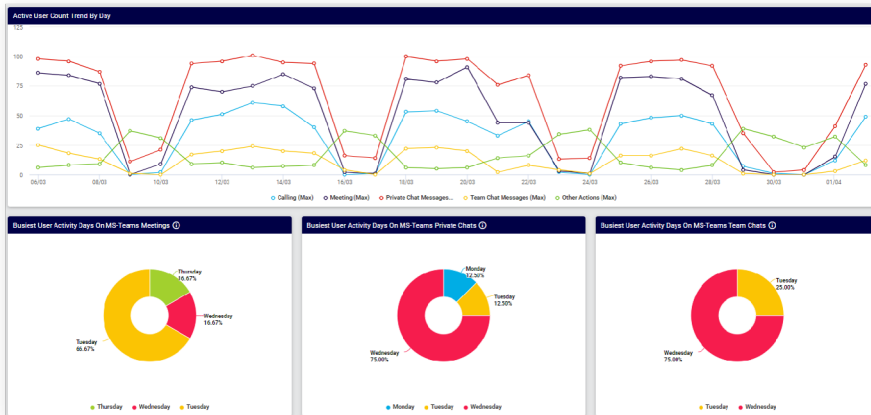 Active User Count Trend By Day
125
100
75
50
25
0
06/03 08/03 10/03 12/03 14/03 16/03 18/03 20/03 22/03 24/03 26/03 28/03 30/03 01/04
Calling (Max) Meeting(Max) Private Chat Messages... Team Chat Messages (Max) Other Actions (Max)
Busiest User Activity Days On MS-Teams Meetings
Thursday
16.67%
Wednesday
16.67%
Tuesday
66.67%
Thursday Wednesday Tuesday
Busiest User Activity Days On MS-Teams Private Chats
Monday
12.50%
Tuesday
12.50%
Wednesday
75.00%
Monday Tuesday Wednesday
Busiest User Activity Days On MS-Teams Team Chats
Tuesday
25.00%
Wednesday
75.00%
Tuesday Wednesday